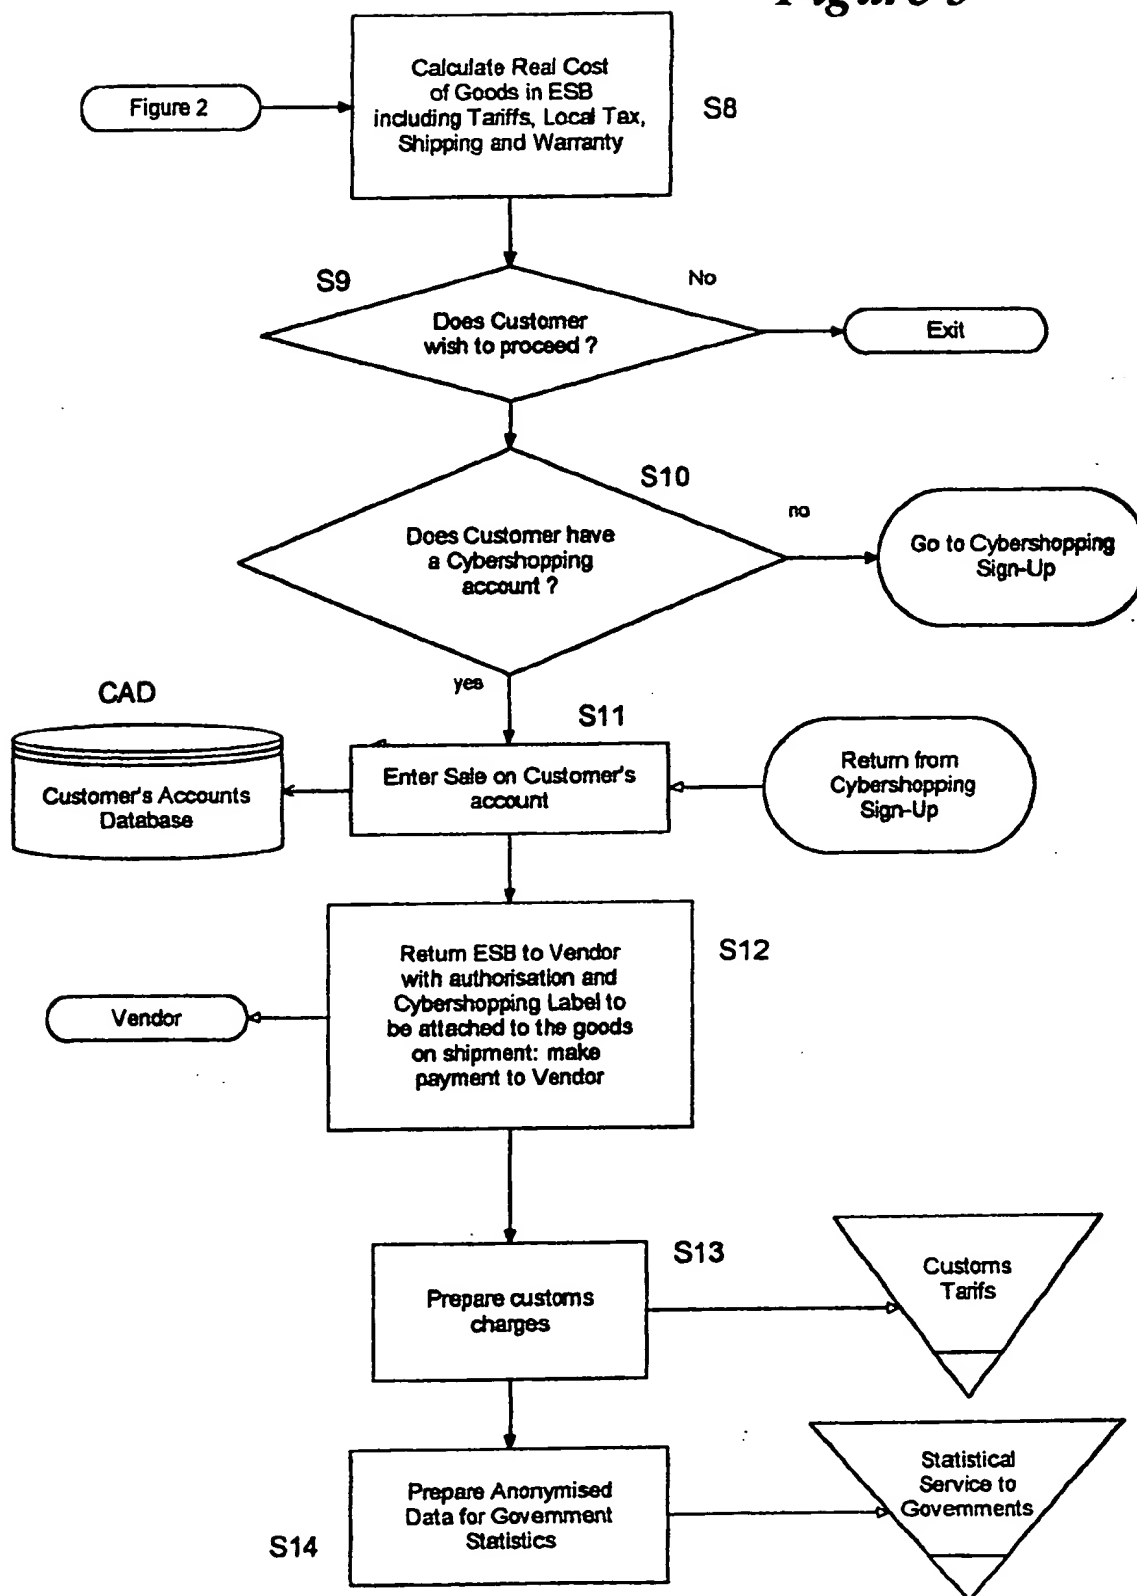 Calculate Real Cost
of Goods in ESB
including Tariffs, Local Tax,
Shipping and Warranty
Figure 2
S8
S9
No
Does Customer
wish to proceed ?
Exit
S10
no
Does Customer have
a Cybershopping
account ?
Go to Cybershopping
Sign-Up
yes
CAD
S11
Customer's Accounts
Database
Enter Sale on Customer's
account
Return from
Cybershopping
Sign-Up
Return ESB to Vendor
with authorisation and
Cybershopping Label to
be attached to the goods
on shipment: make
payment to Vendor
S12
Vendor
S13
Prepare customs
charges
Customs
Tarifs
Prepare Anonymised
Data for Government
Statistics
S14
Statistical
Service to
Governments